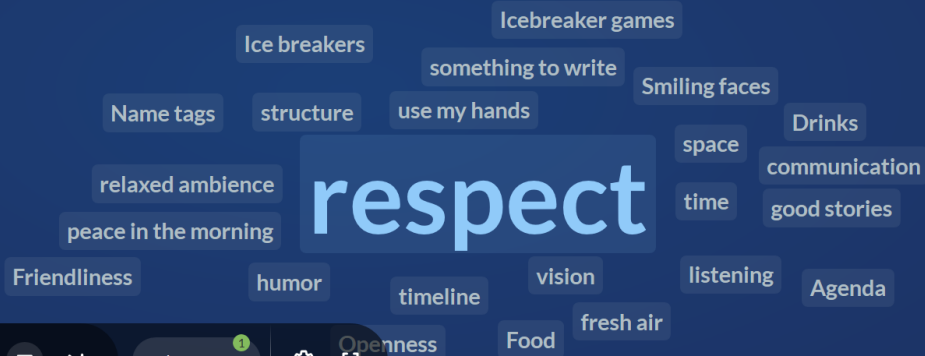 Icebreaker games
Ice breakers
something to write
Smiling faces
Name tags
structure
use my hands
Drinks
space
communication
relaxed ambience
respect
time
good stories
peace in the morning
Friendliness
humor
vision
listening
timeline
Agenda
fresh air
Openness
Food
1